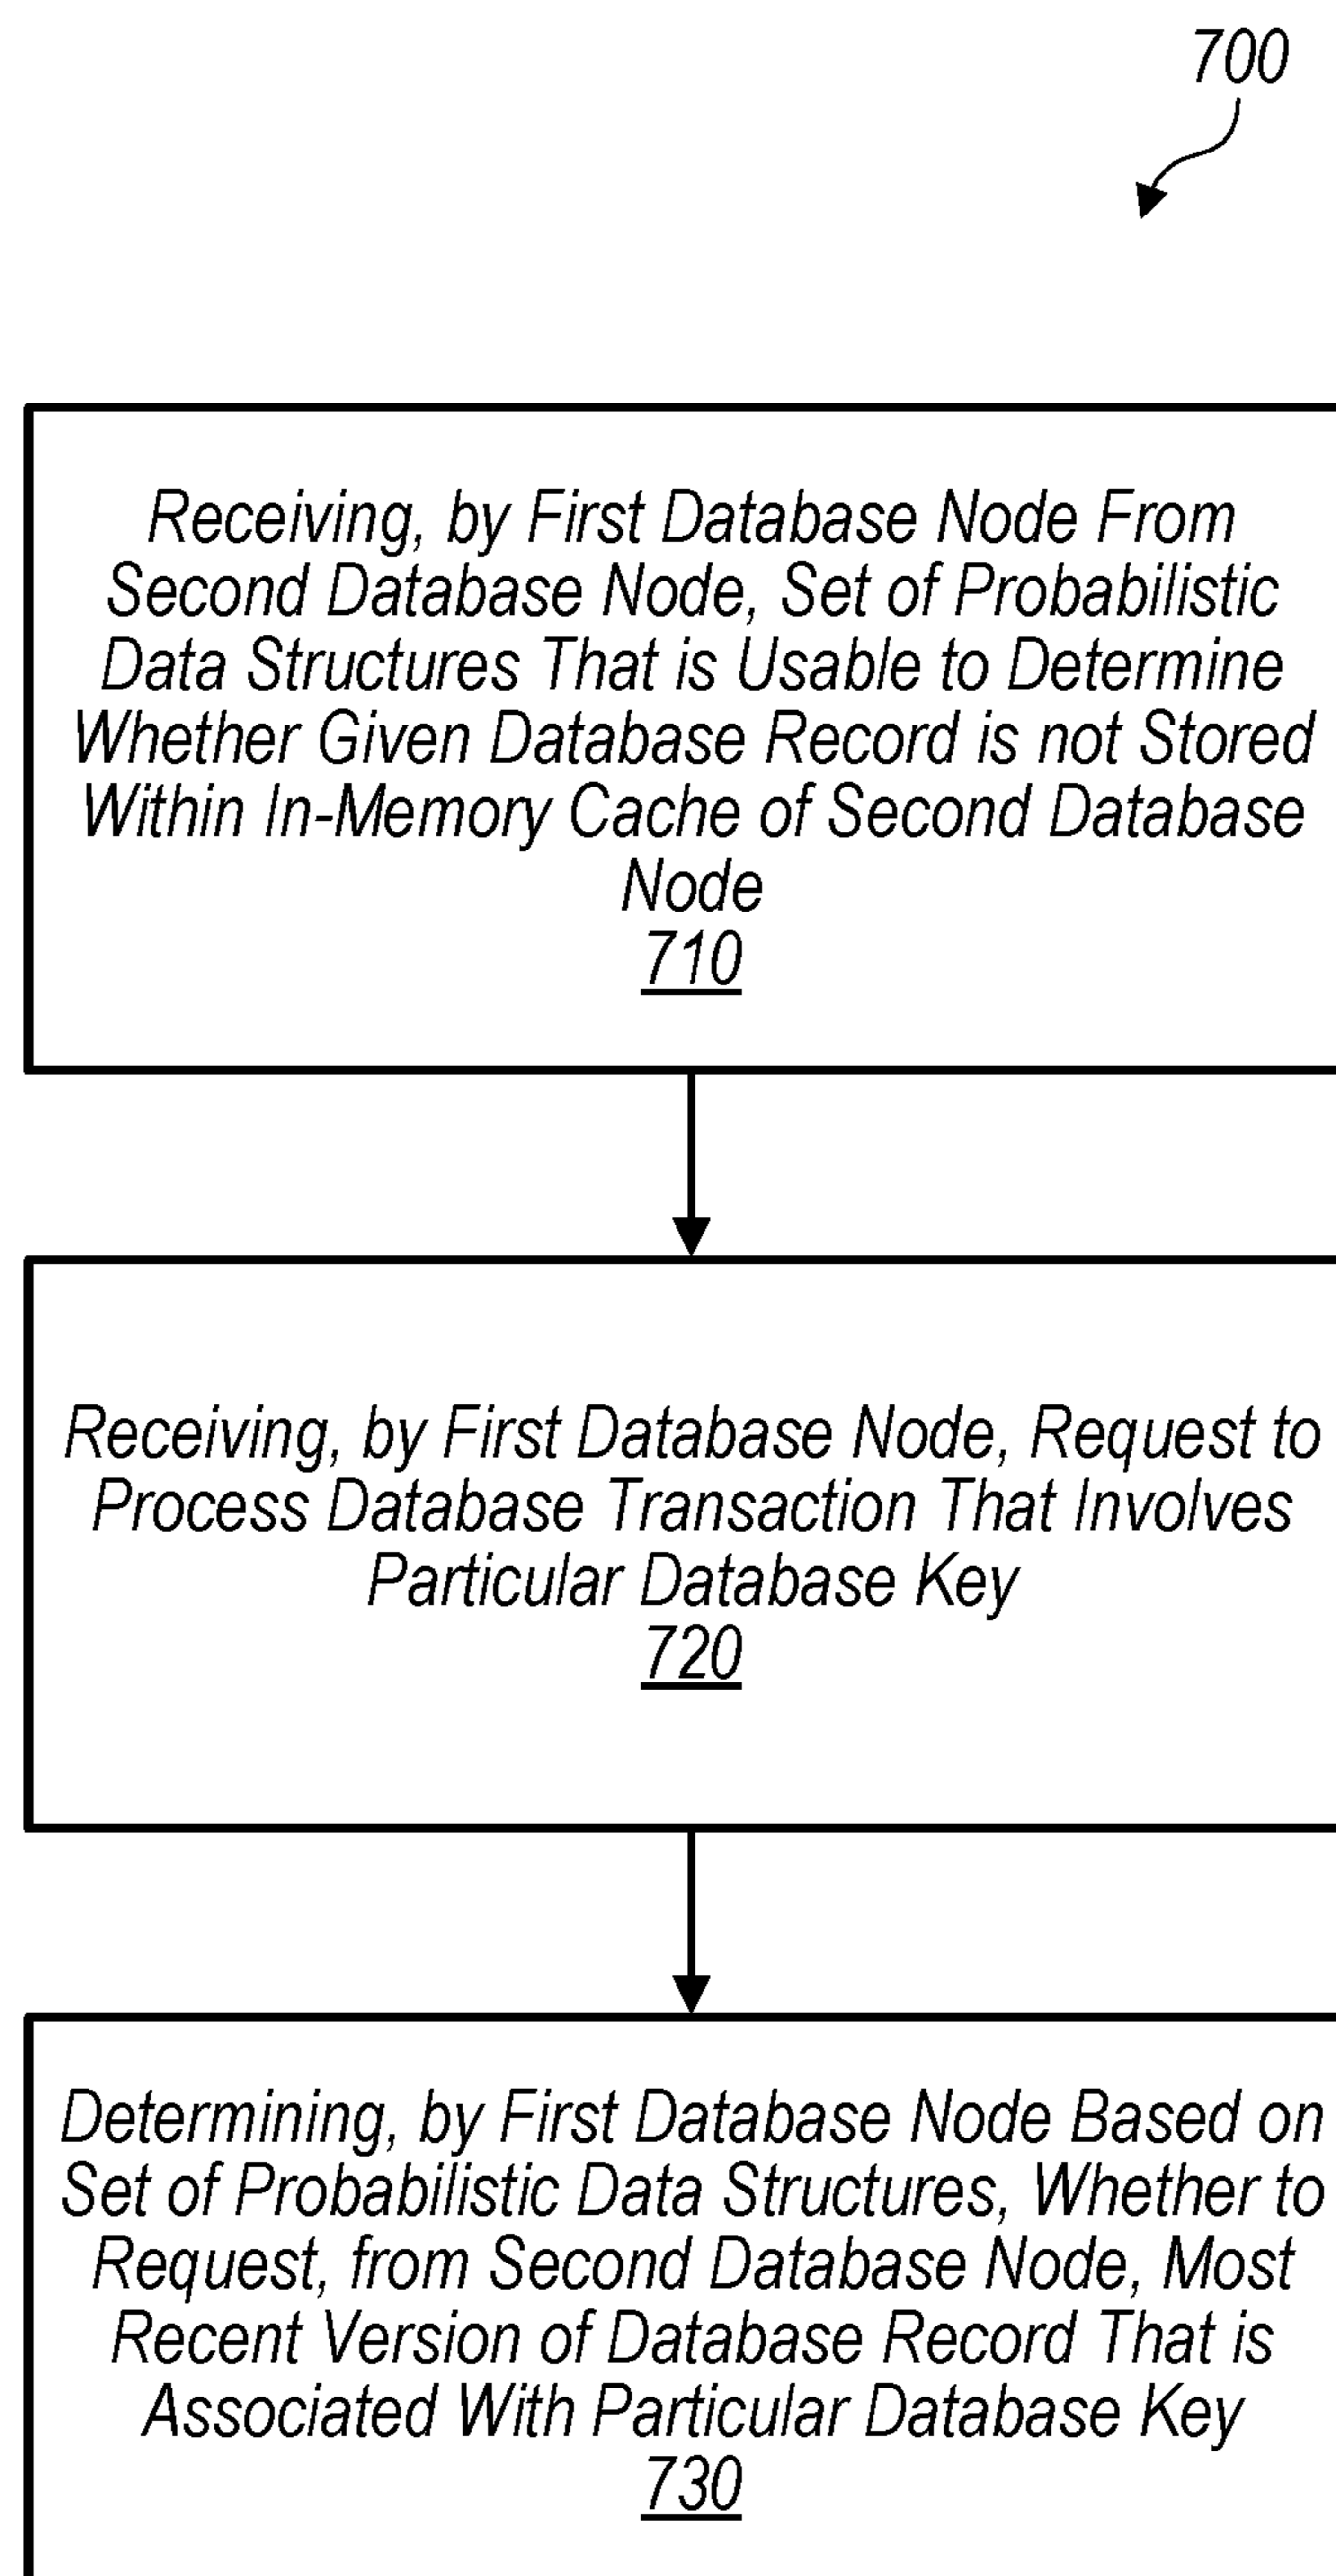 700
Receiving, by First Database Node From
Second Database Node, Set of Probabilistic
Data Structures That is Usable to Determine
Whether Given Database Record is not Stored
Within In-Memory Cache of Second Database
Node
710
Receiving, by First Database Node, Request to
Process Database Transaction That Involves
Particular Database Key
720
Determining, by First Database Node Based on
Set of Probabilistic Data Structures, Whether to
Request, from Second Database Node, Most
Recent Version of Database Record That is
Associated With Particular Database Key
730